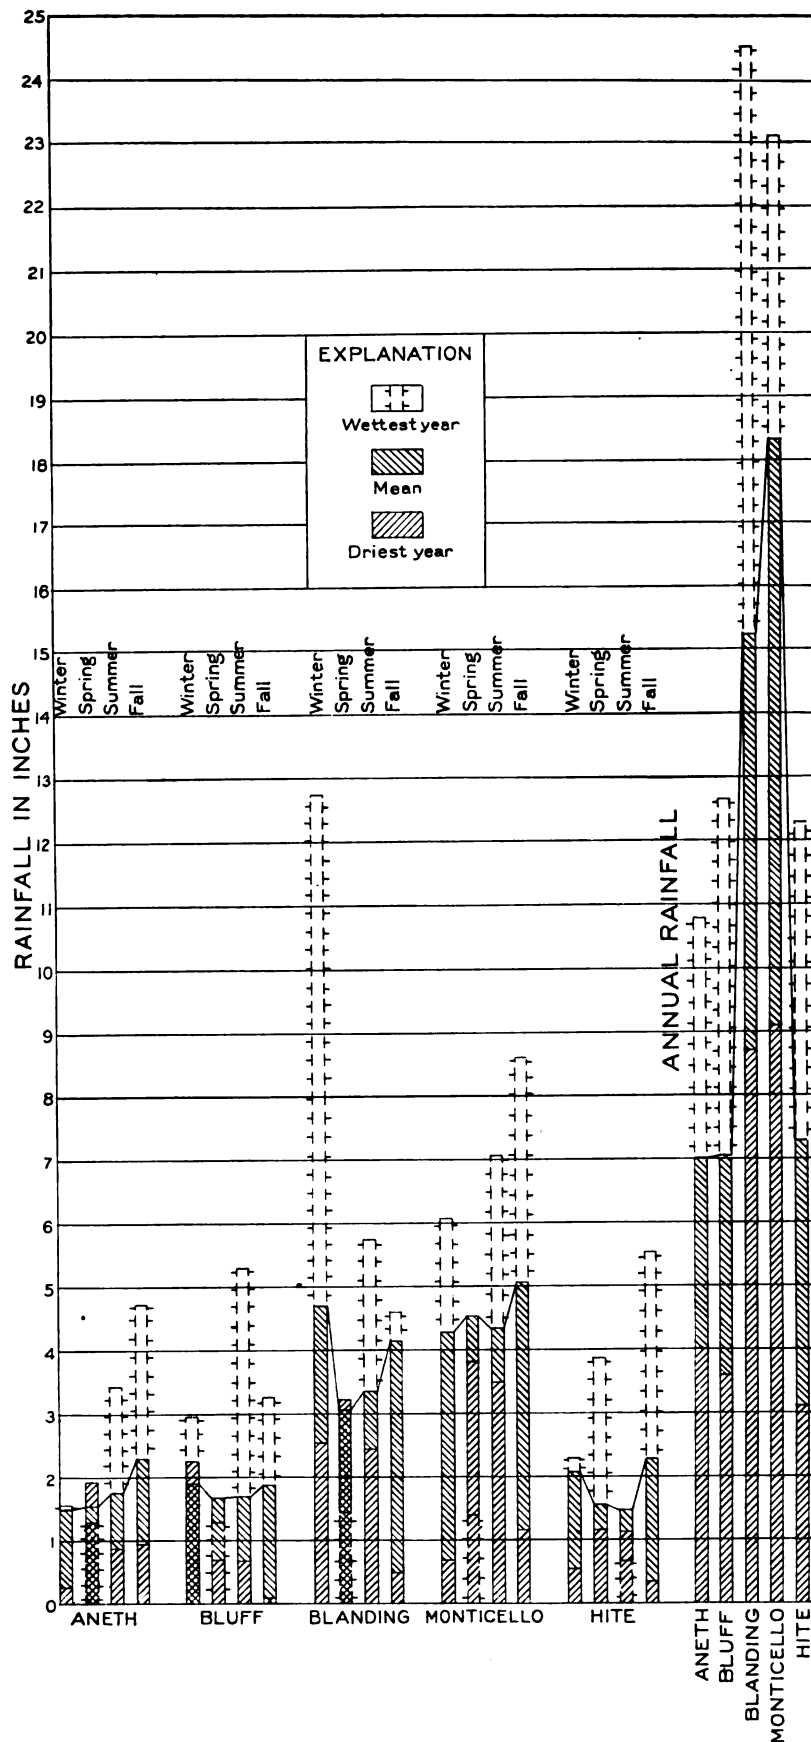 RAINFALL IN INCHES
25
24
23
22
21
20
19
18
17
16
15
14
13
12
11
10
9
8
7
6
5
4
3
2
1
0
EXPLANATION
Wettest year
Mean
Driest year
Winter
Spring
Summer
Fall
Winter
Spring
Summer
Fall
Winter
Spring
Summer
Fall
Winter
Spring
Summer
Fall
Winter
Spring
Summer
Fall
ANNUAL RAINFALL
ANETH
BLUFF
BLANDING
MONTICELLO
HITE
ANETH
BLUFF
BLANDING
MONTICELLO
HITE